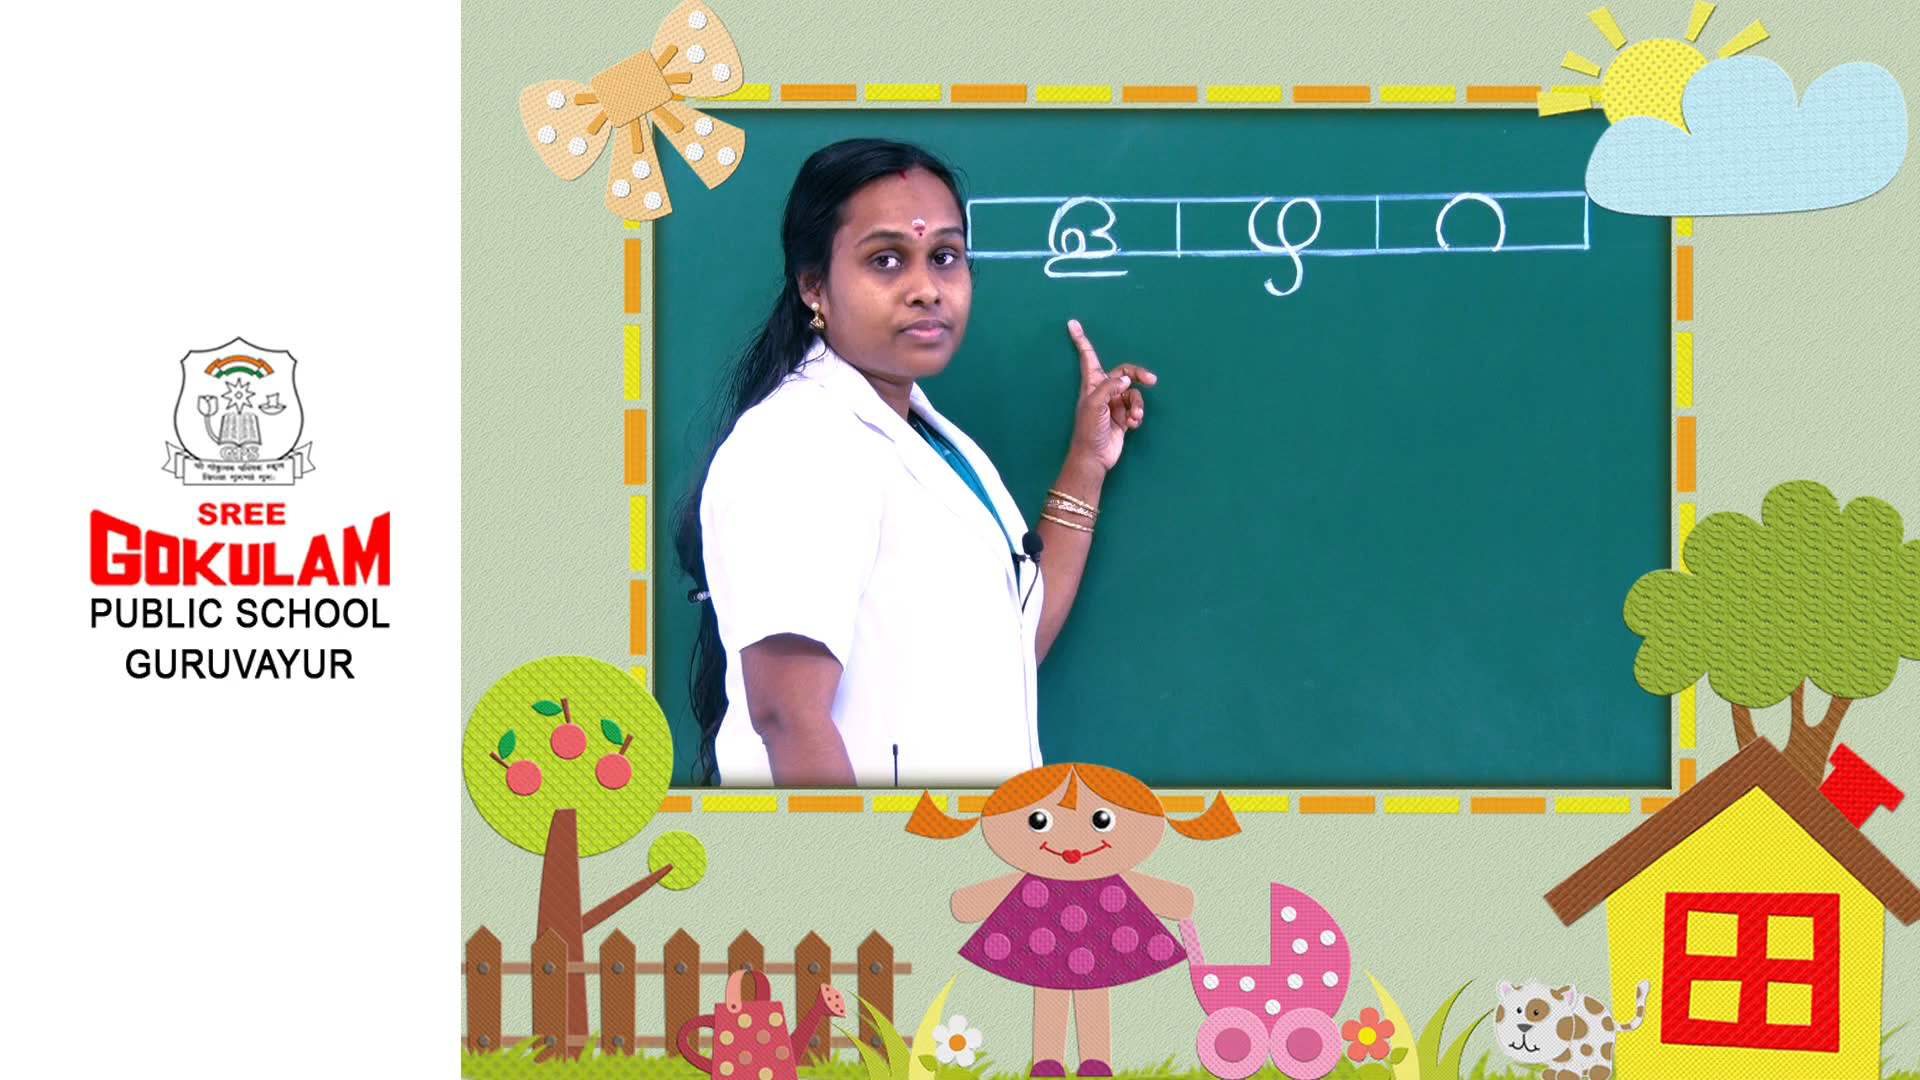 ള ഴ റ
SREE
GOKULAM
PUBLIC SCHOOL
GURUVAYUR